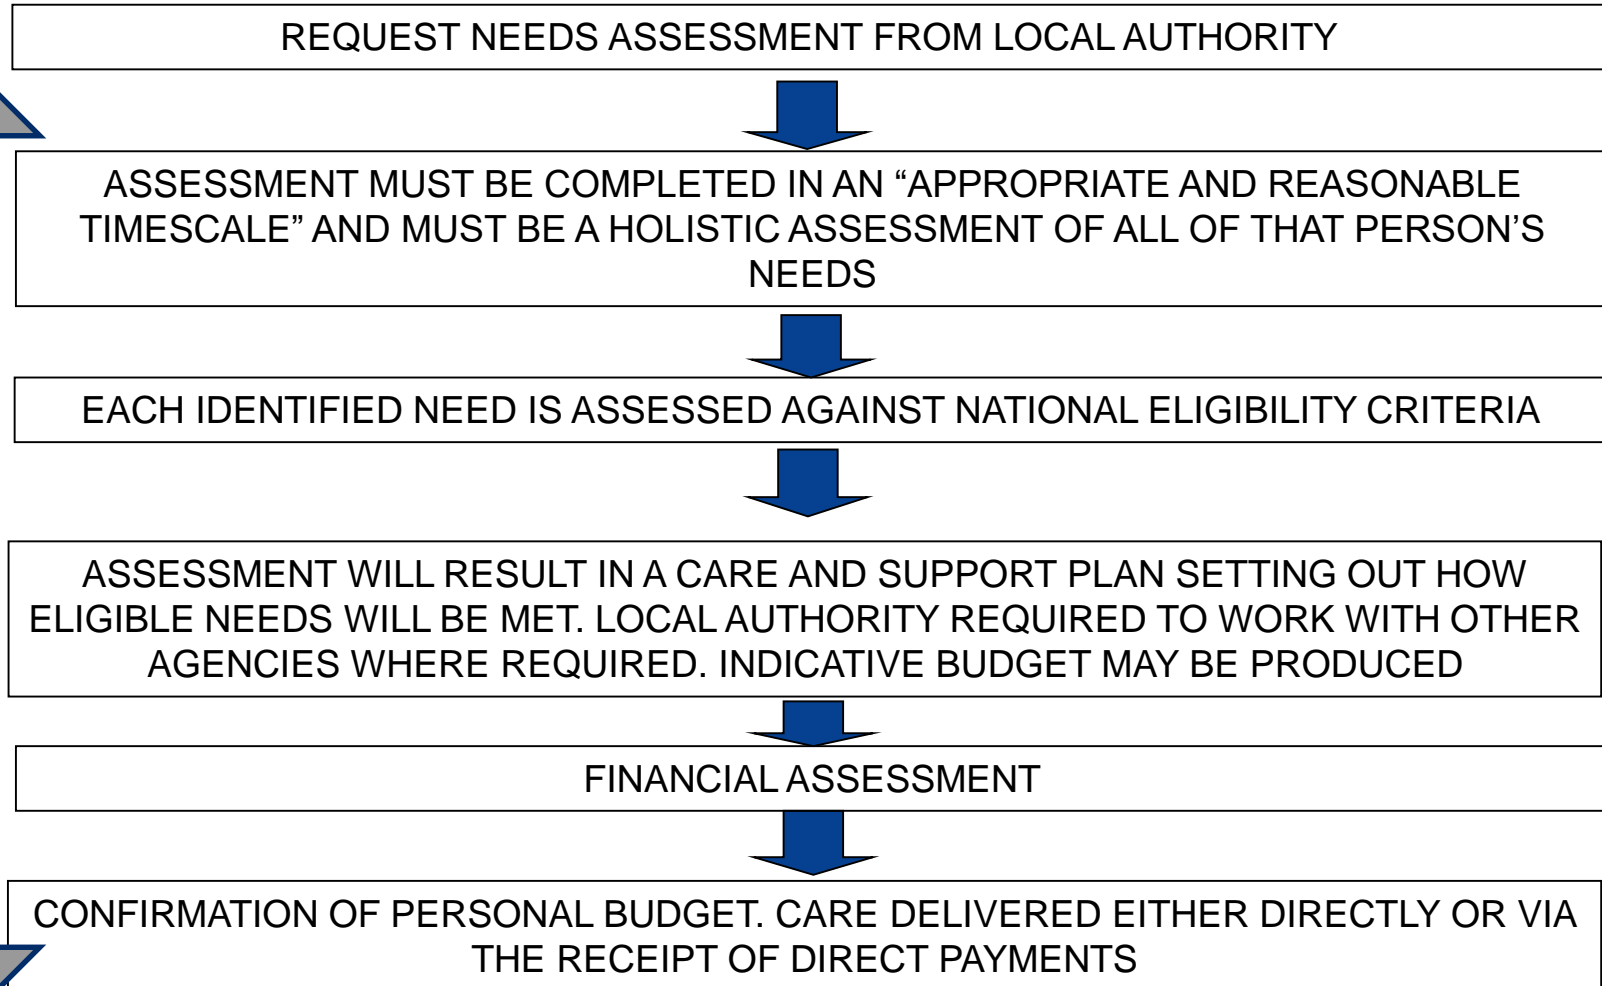 REQUEST NEEDS ASSESSMENT FROM LOCAL AUTHORITY
ASSESSMENT MUST BE COMPLETED IN AN “APPROPRIATE AND REASONABLE
TIMESCALE” AND MUST BE A HOLISTIC ASSESSMENT OF ALL OF THAT PERSON’S
NEEDS
EACH IDENTIFIED NEED IS ASSESSED AGAINST NATIONAL ELIGIBILITY CRITERIA
ASSESSMENT WILL RESULT IN A CARE AND SUPPORT PLAN SETTING OUT HOW
ELIGIBLE NEEDS WILL BE MET. LOCAL AUTHORITY REQUIRED TO WORK WITH OTHER
AGENCIES WHERE REQUIRED. INDICATIVE BUDGET MAY BE PRODUCED
FINANCIAL ASSESSMENT
CONFIRMATION OF PERSONAL BUDGET. CARE DELIVERED EITHER DIRECTLY OR VIA
THE RECEIPT OF DIRECT PAYMENTS